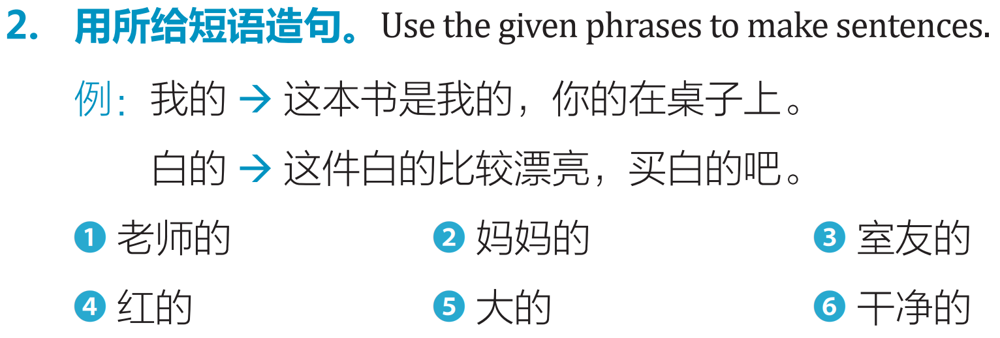 2. 用所给短语造句。 Use the given phrases to make sentences.
例：我的 → 这本书是我的，你的在桌子上。
白的 → 这件白的比较漂亮，买白的吧。
1 老师的 2 妈妈的 3 室友的
4 红的 5 大的 6 干净的